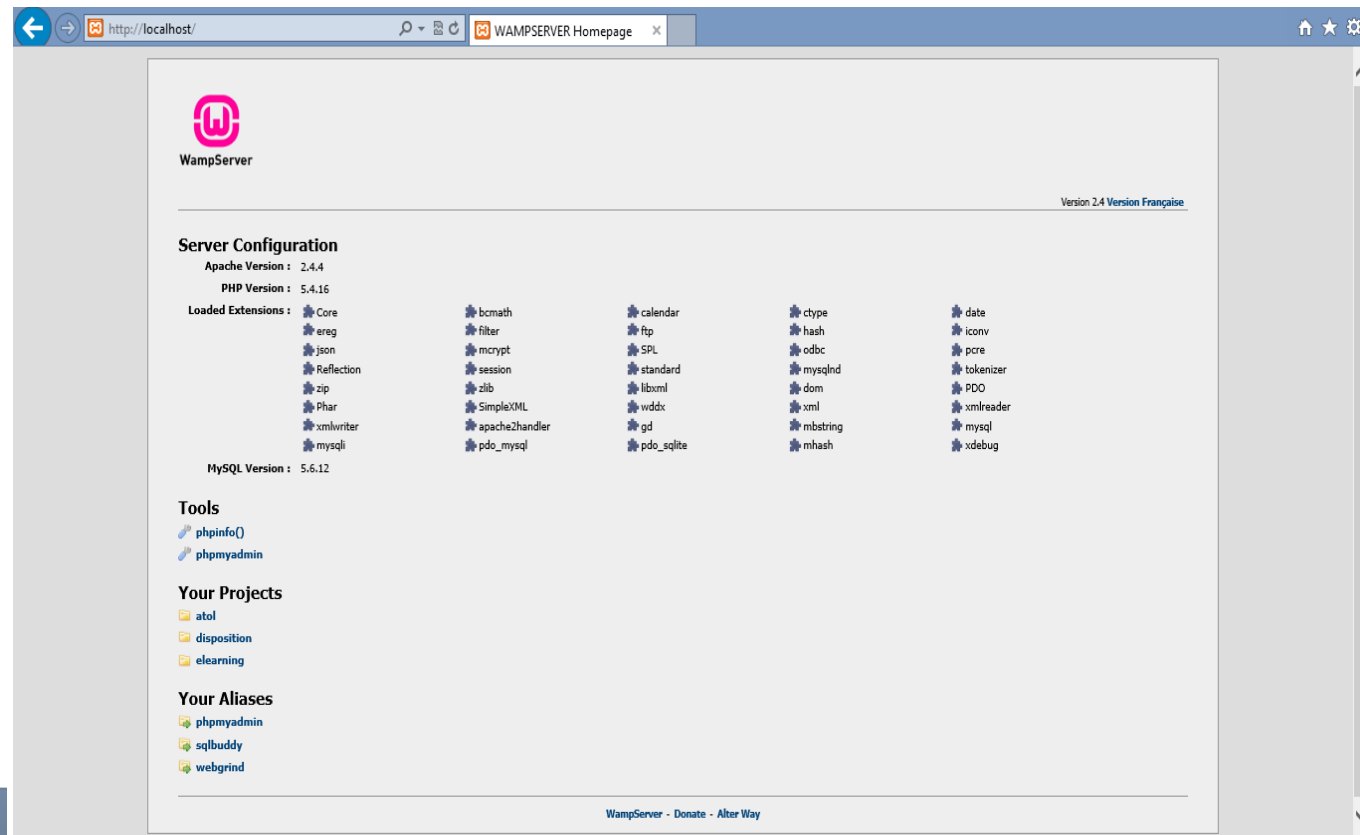 http://localhost/
WAMPSERVER Homepage
WampServer
Version 2.4 Version Française
Server Configuration
Apache Version : 2.4.4
PHP Version : 5.4.16
Loaded Extensions : Core bcmath calendar ctype date
ereg filter ftp hash iconv
json mcrypt SPL odbc pcre
Reflection session standard mysqlnd tokenizer
zip zlib libxml dom PDO
Phar SimpleXML wddx xml xmlreader
xmlwriter apache2handler gd mbstring mysql
mysqli pdo_mysql pdo_sqlite mhash xdebug
MySQL Version : 5.6.12
Tools
phpinfo()
phpmyadmin
Your Projects
atol
disposition
elearning
Your Aliases
phpmyadmin
sqlbuddy
webgrind
WampServer - Donate - Alter Way